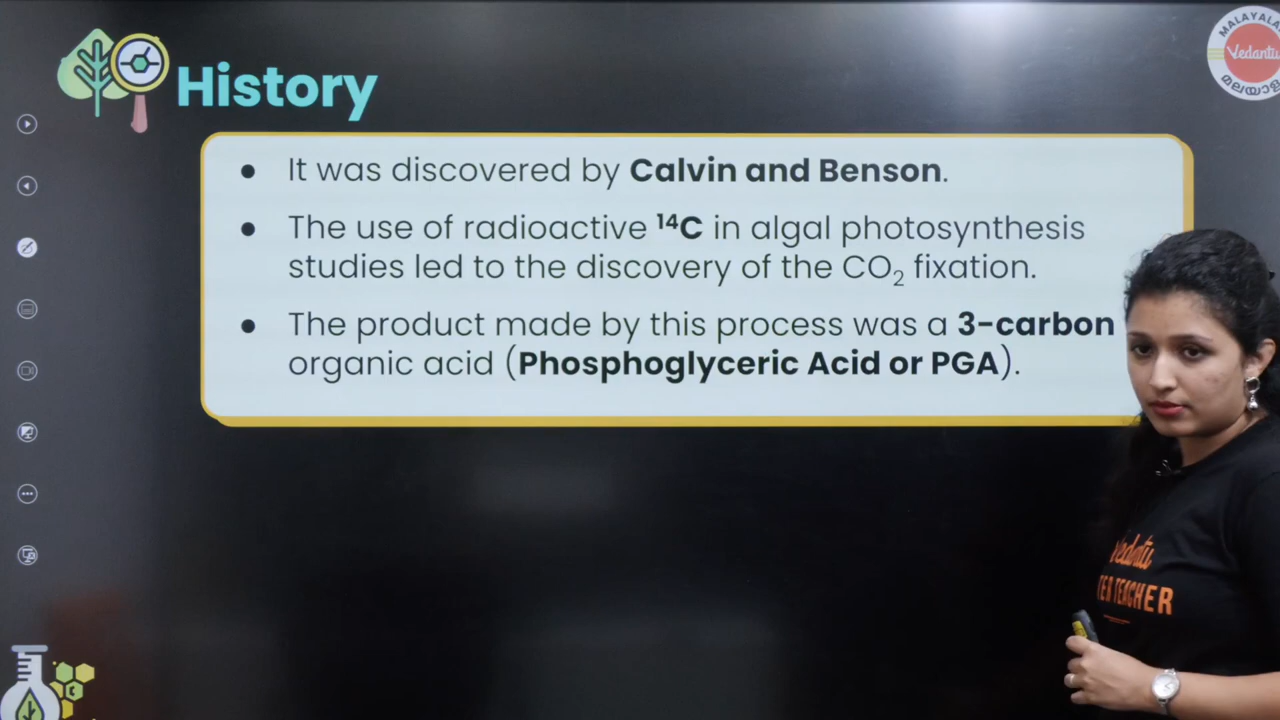 History
MALAYALAM
Vedantu
മലയാളം
• It was discovered by Calvin and Benson.
• The use of radioactive ¹⁴C in algal photosynthesis
studies led to the discovery of the CO₂ fixation.
• The product made by this process was a 3-carbon
organic acid (Phosphoglyceric Acid or PGA).
Vedantu
TEACHER